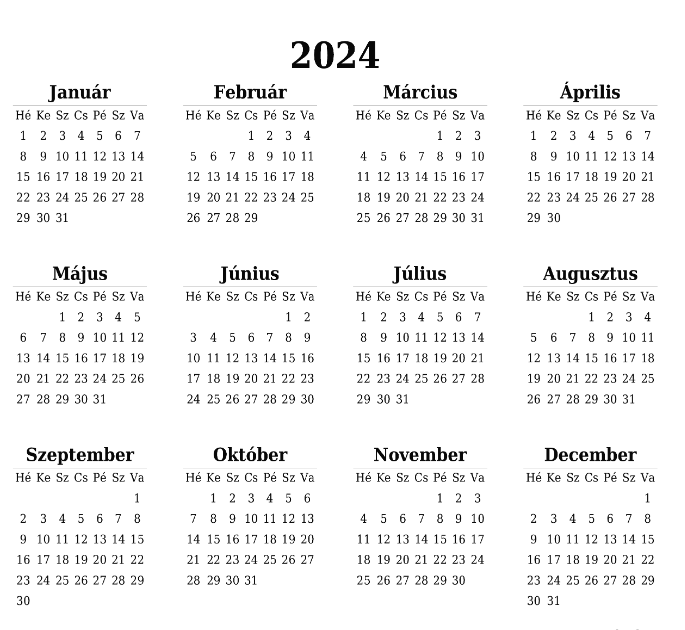 2024
Január Február Március Április
Hé Ke Sz Cs Pé Sz Va Hé Ke Sz Cs Pé Sz Va Hé Ke Sz Cs Pé Sz Va Hé Ke Sz Cs Pé Sz Va
1 2 3 4 5 6 7 1 2 3 4 1 2 3 1 2 3 4 5 6 7
8 9 10 11 12 13 14 5 6 7 8 9 10 11 4 5 6 7 8 9 10 8 9 10 11 12 13 14
15 16 17 18 19 20 21 12 13 14 15 16 17 18 11 12 13 14 15 16 17 15 16 17 18 19 20 21
22 23 24 25 26 27 28 19 20 21 22 23 24 25 18 19 20 21 22 23 24 22 23 24 25 26 27 28
29 30 31 26 27 28 29 25 26 27 28 29 30 31 29 30
Május Június Július Augusztus
Hé Ke Sz Cs Pé Sz Va Hé Ke Sz Cs Pé Sz Va Hé Ke Sz Cs Pé Sz Va Hé Ke Sz Cs Pé Sz Va
1 2 3 4 5 1 2 1 2 3 4 5 6 7 1 2 3 4
6 7 8 9 10 11 12 3 4 5 6 7 8 9 8 9 10 11 12 13 14 5 6 7 8 9 10 11
13 14 15 16 17 18 19 10 11 12 13 14 15 16 15 16 17 18 19 20 21 12 13 14 15 16 17 18
20 21 22 23 24 25 26 17 18 19 20 21 22 23 22 23 24 25 26 27 28 19 20 21 22 23 24 25
27 28 29 30 31 24 25 26 27 28 29 30 29 30 31 26 27 28 29 30 31
Szeptember Október November December
Hé Ke Sz Cs Pé Sz Va Hé Ke Sz Cs Pé Sz Va Hé Ke Sz Cs Pé Sz Va Hé Ke Sz Cs Pé Sz Va
1 1 2 3 4 5 6 1 2 3 1
2 3 4 5 6 7 8 7 8 9 10 11 12 13 4 5 6 7 8 9 10 2 3 4 5 6 7 8
9 10 11 12 13 14 15 14 15 16 17 18 19 20 11 12 13 14 15 16 17 9 10 11 12 13 14 15
16 17 18 19 20 21 22 21 22 23 24 25 26 27 18 19 20 21 22 23 24 16 17 18 19 20 21 22
23 24 25 26 27 28 29 28 29 30 31 25 26 27 28 29 30 23 24 25 26 27 28 29
30 30 31